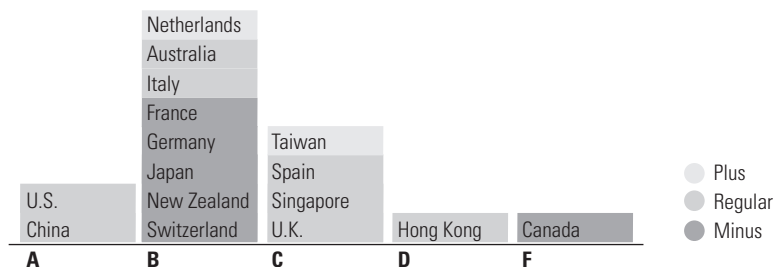 Netherlands
Australia
Italy
France
Germany
Japan
New Zealand
Switzerland
Taiwan
Spain
Singapore
U.K.
U.S.
China
Hong Kong
Canada
Plus
Regular
Minus
A B C D F